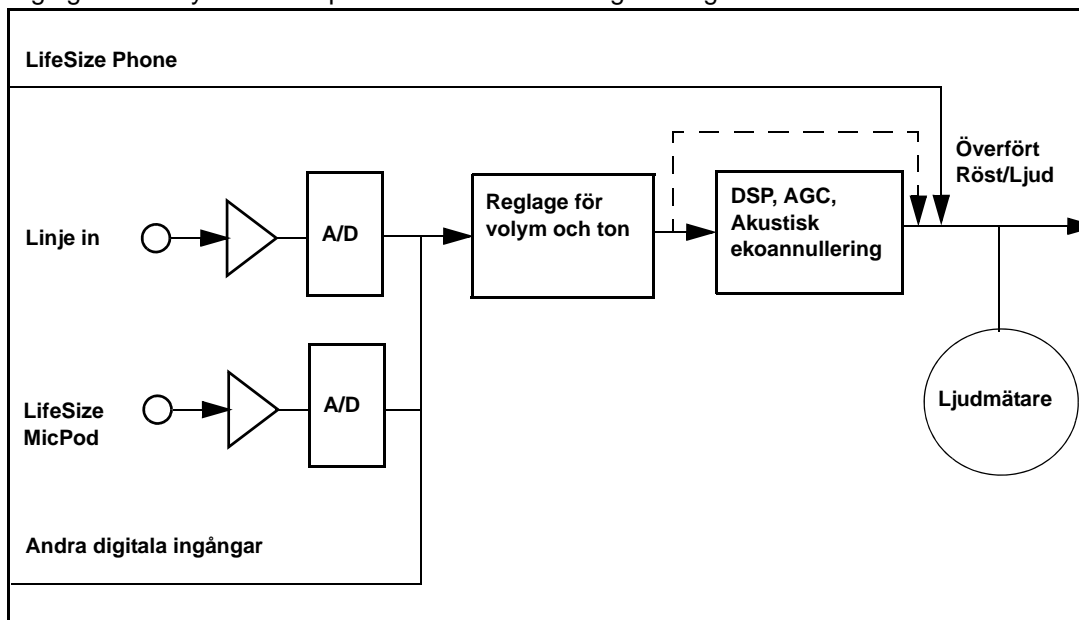 LifeSize Phone
Överfört
Röst/Ljud
Linje in
A/D
Reglage för
volym och ton
DSP, AGC,
Akustisk
ekoannullering
LifeSize
MicPod
A/D
Ljudmätare
Andra digitala ingångar